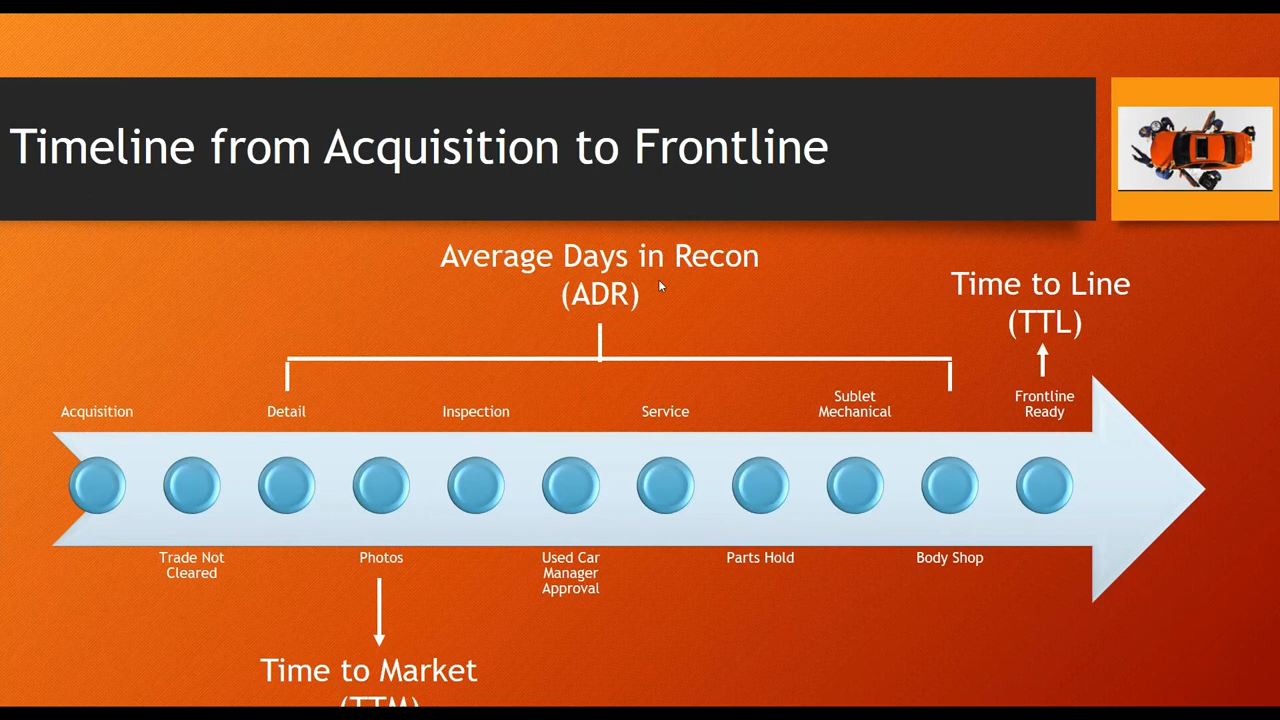 Timeline from Acquisition to Frontline
Average Days in Recon
(ADR)
Time to Line
(TTL)
Acquisition
Detail
Inspection
Service
Sublet
Mechanical
Frontline
Ready
Trade Not
Cleared
Photos
Used Car
Manager
Approval
Parts Hold
Body Shop
Time to Market
(TTM)